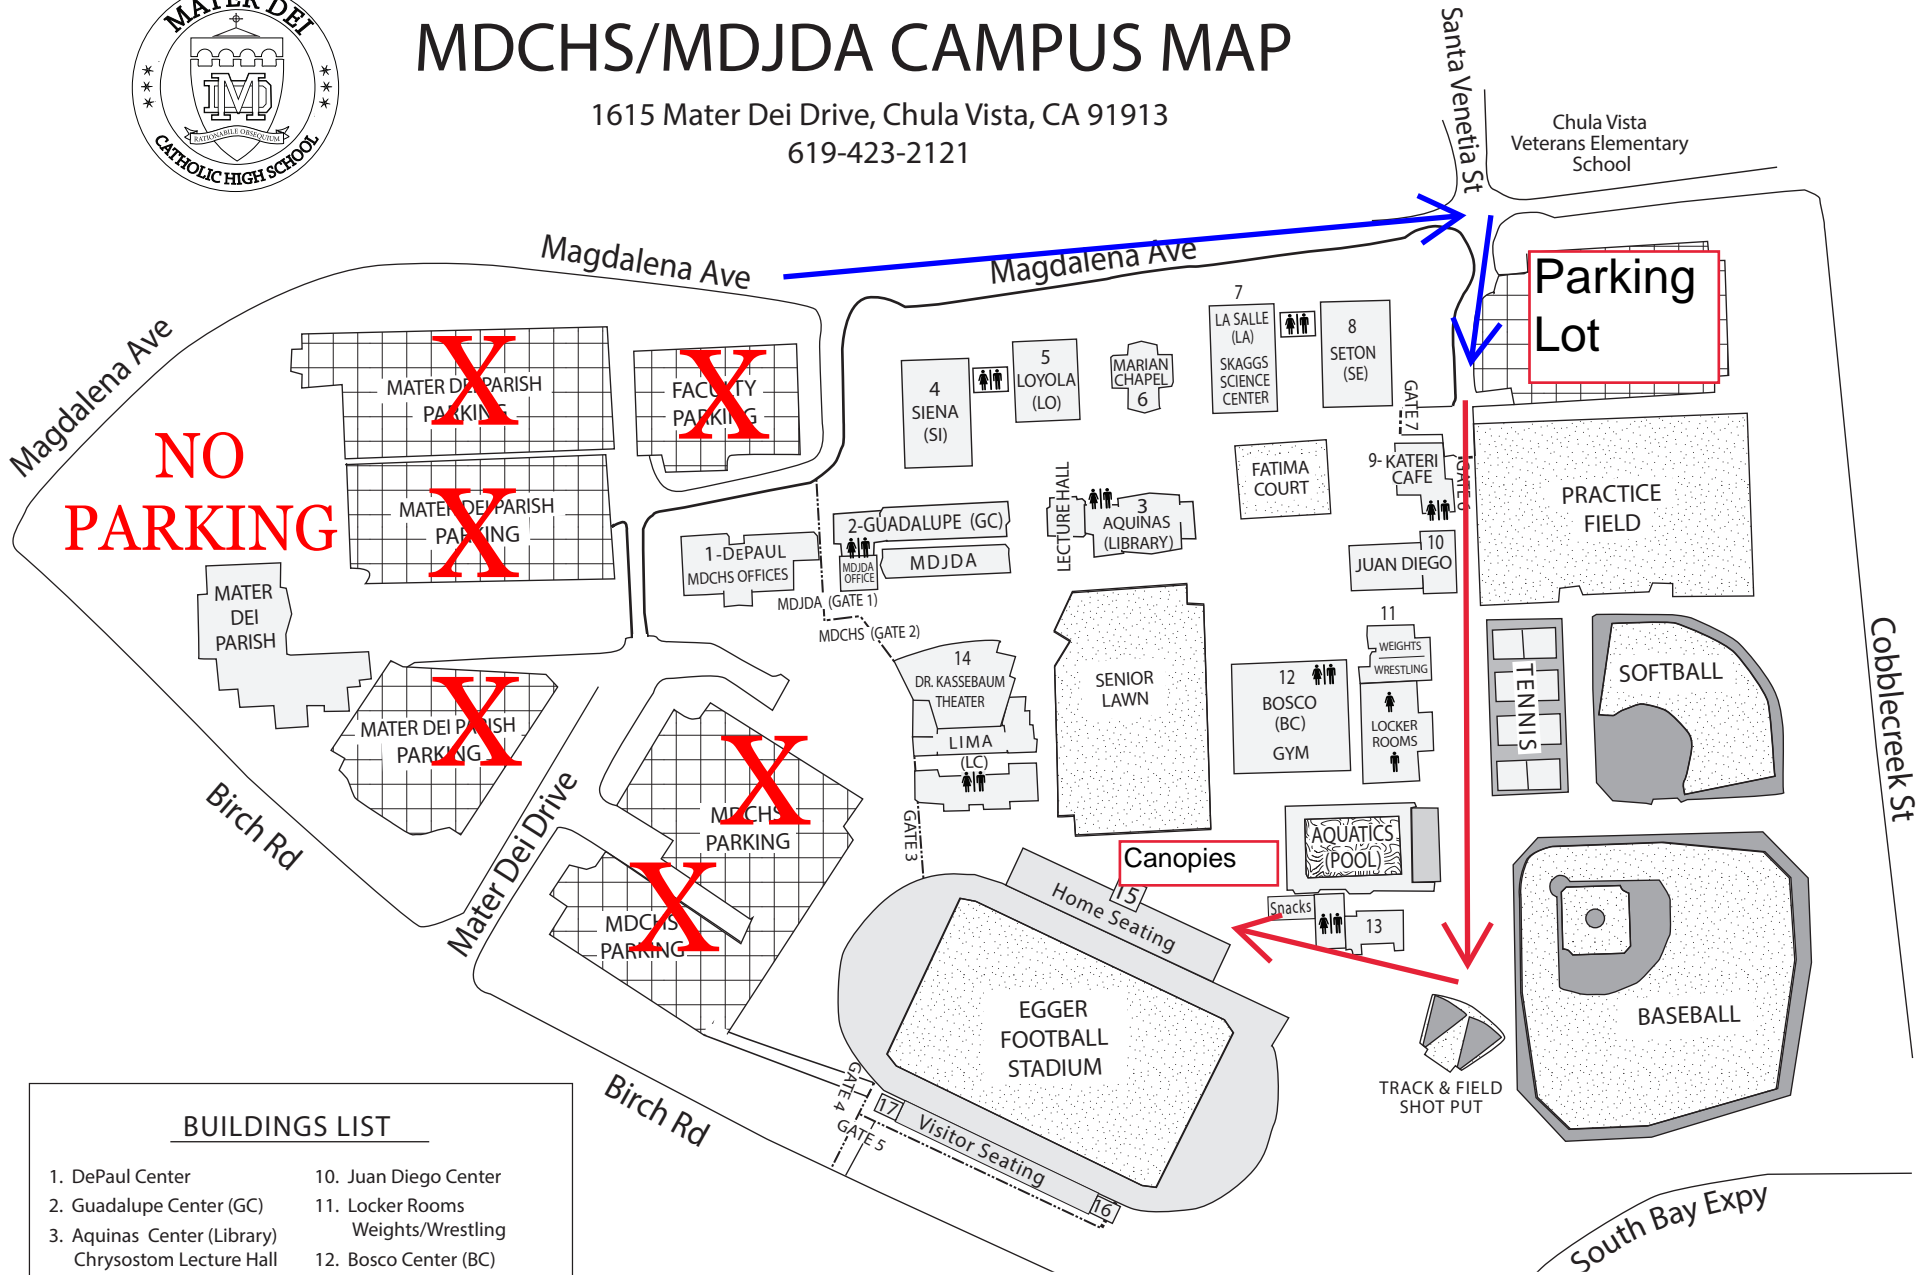 MATER DEI
CATHOLIC HIGH SCHOOL
MD
RATIONABILE OBSEQUIUM
MDCHS/MDJDA CAMPUS MAP
1615 Mater Dei Drive, Chula Vista, CA 91913
619-423-2121
Santa Venetia St
Chula Vista
Veterans Elementary
School
Magdalena Ave
Magdalena Ave
Magdalena Ave
Parking
Lot
NO
PARKING
MATER DEI PARISH
PARKING
X
FACULTY
PARKING
X
MATER DEI PARISH
PARKING
X
MATER
DEI
PARISH
MATER DEI PARISH
PARKING
X
4
SIENA
(SI)
5
LOYOLA
(LO)
MARIAN
CHAPEL
6
7
LA SALLE
(LA)
SKAGGS
SCIENCE
CENTER
8
SETON
(SE)
GATE 7
9- KATERI
CAFE
GATE 6
FATIMA
COURT
PRACTICE
FIELD
LECTURE HALL
3
AQUINAS
(LIBRARY)
2-GUADALUPE (GC)
MDJDA
OFFICE
MDJDA
1-DEPAUL
MDCHS OFFICES
MDJDA (GATE 1)
MDCHS (GATE 2)
10
JUAN DIEGO
11
WEIGHTS
WRESTLING
LOCKER
ROOMS
14
DR. KASSEBAUM
THEATER
LIMA
(LC)
SENIOR
LAWN
12
BOSCO
(BC)
GYM
TENNIS
SOFTBALL
Cobblecreek St
MDCHS
PARKING
X
MDCHS
PARKING
X
Mater Dei Drive
Birch Rd
GATE 3
Canopies
AQUATICS
(POOL)
15
Home Seating
Snacks
13
EGGER
FOOTBALL
STADIUM
BASEBALL
TRACK & FIELD
SHOT PUT
GATE 4
GATE 5
17
Visitor Seating
16
Birch Rd
South Bay Expy
BUILDINGS LIST
1. DePaul Center
2. Guadalupe Center (GC)
3. Aquinas Center (Library)
Chrysostom Lecture Hall
10. Juan Diego Center
11. Locker Rooms
Weights/Wrestling
12. Bosco Center (BC)